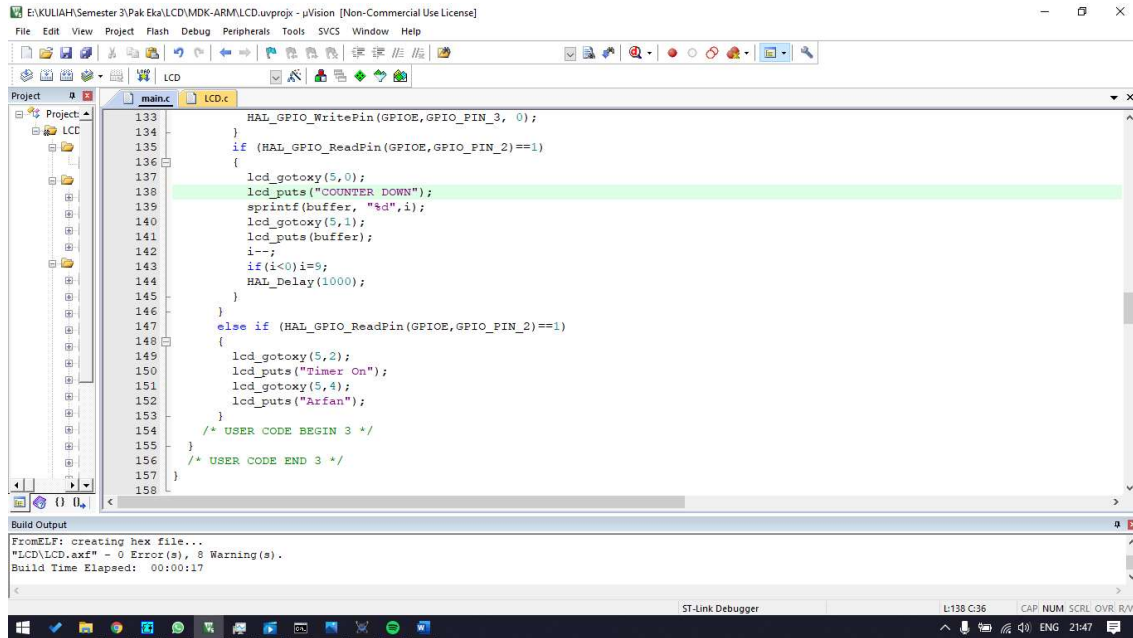 E:\KULIAH\Semester 3\Pak Eka\LCD\MDK-ARM\LCD.uvprojx - µVision [Non-Commercial Use License]
File Edit View Project Flash Debug Peripherals Tools SVCS Window Help
LCD
Project
main.c LCD.c
Project:
LCD
133 HAL_GPIO_WritePin(GPIOE,GPIO_PIN_3, 0);
134 }
135 if (HAL_GPIO_ReadPin(GPIOE,GPIO_PIN_2)==1)
136 {
137 lcd_gotoxy(5,0);
138 lcd_puts("COUNTER DOWN");
139 sprintf(buffer, "%d",i);
140 lcd_gotoxy(5,1);
141 lcd_puts(buffer);
142 i--;
143 if(i<0)i=9;
144 HAL_Delay(1000);
145 }
146 }
147 else if (HAL_GPIO_ReadPin(GPIOE,GPIO_PIN_2)==1)
148 {
149 lcd_gotoxy(5,2);
150 lcd_puts("Timer On");
151 lcd_gotoxy(5,4);
152 lcd_puts("Arfan");
153 }
154 /* USER CODE BEGIN 3 */
155 }
156 /* USER CODE END 3 */
157 }
158
Build Output
FromELF: creating hex file...
"LCD\LCD.axf" - 0 Error(s), 8 Warning(s).
Build Time Elapsed: 00:00:17
ST-Link Debugger L:138 C:36 CAP NUM SCRL OVR R/W
ENG 21:47